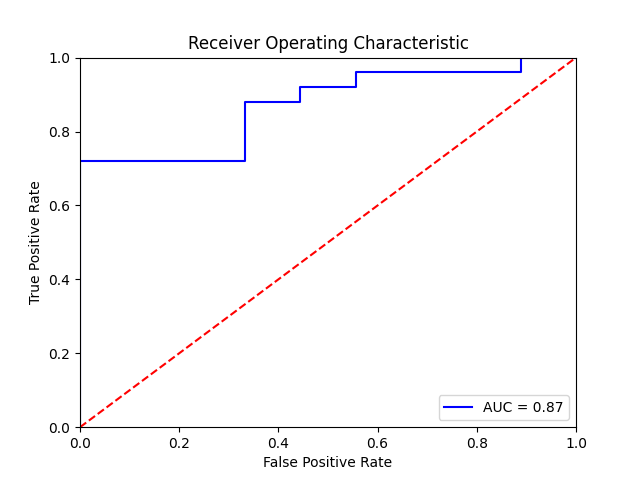 Receiver Operating Characteristic
True Positive Rate
1.0
0.8
0.6
0.4
0.2
0.0
AUC = 0.87
0.0 0.2 0.4 0.6 0.8 1.0
False Positive Rate